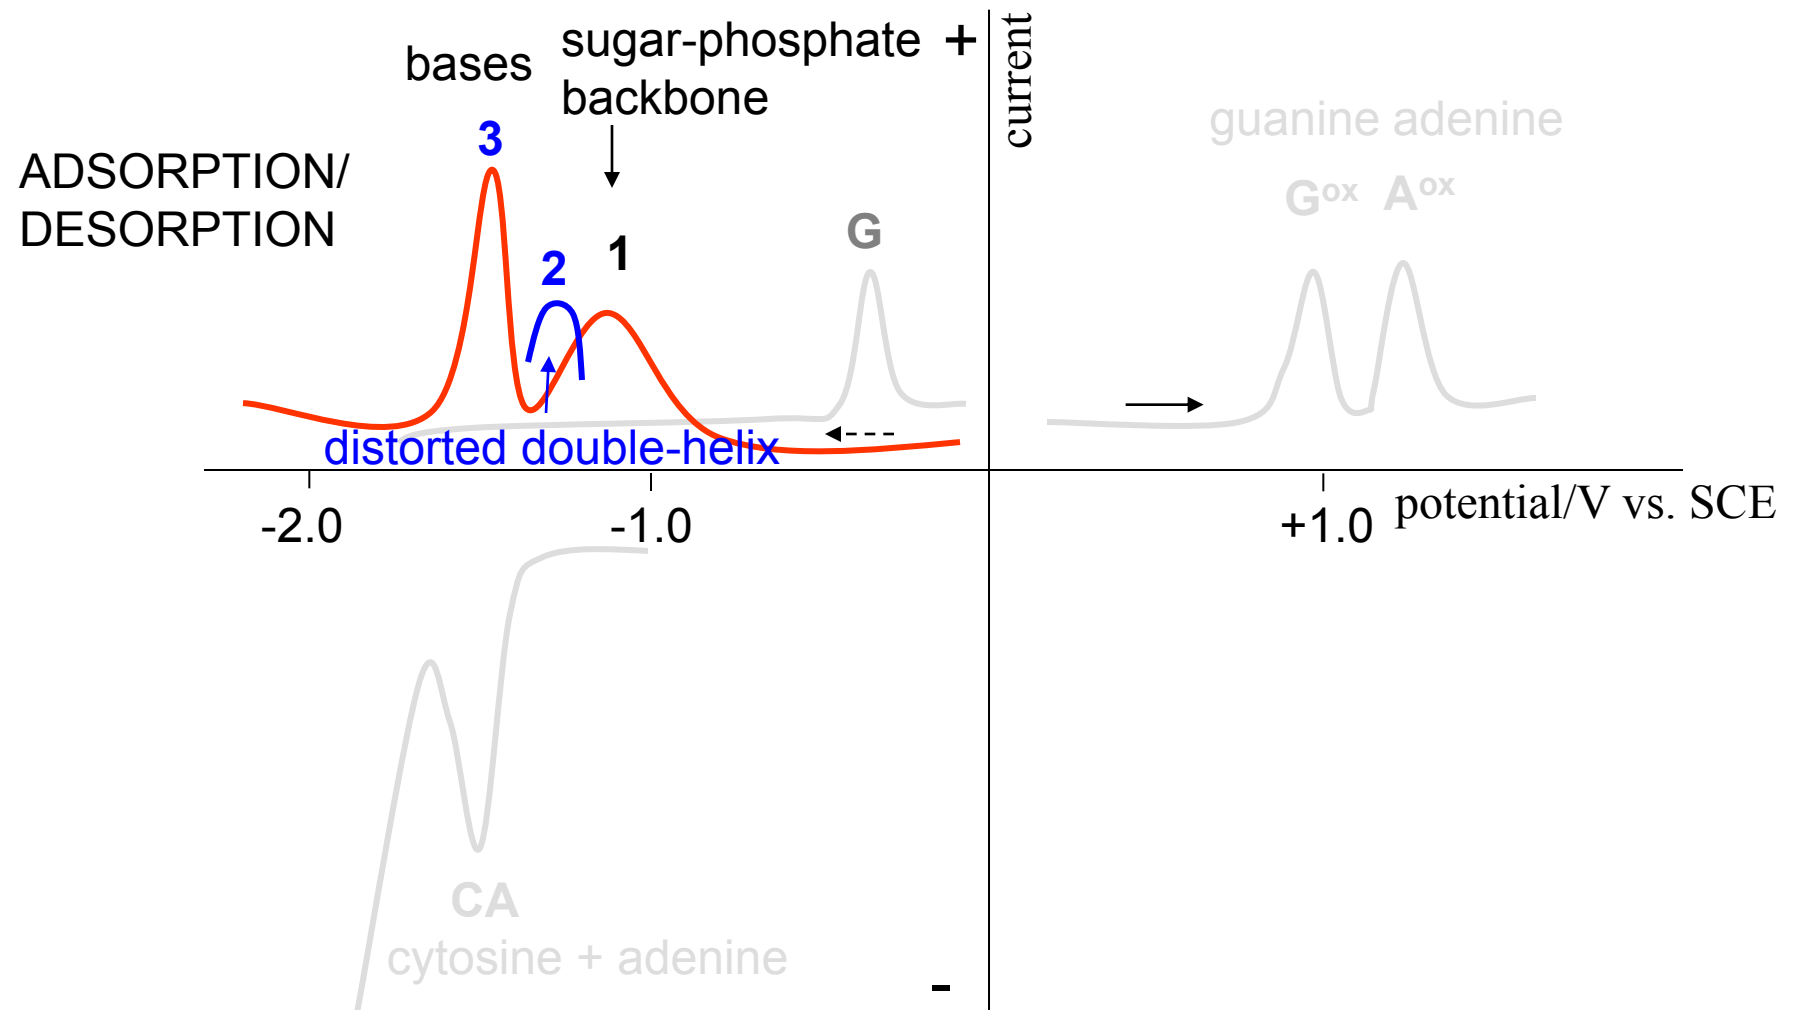 bases
sugar-phosphate
backbone
+
current
3
ADSORPTION/
DESORPTION
2
1
G
guanine adenine
Gᵒˣ Aᵒˣ
distorted double-helix
-2.0
-1.0
+1.0
potential/V vs. SCE
CA
cytosine + adenine
-